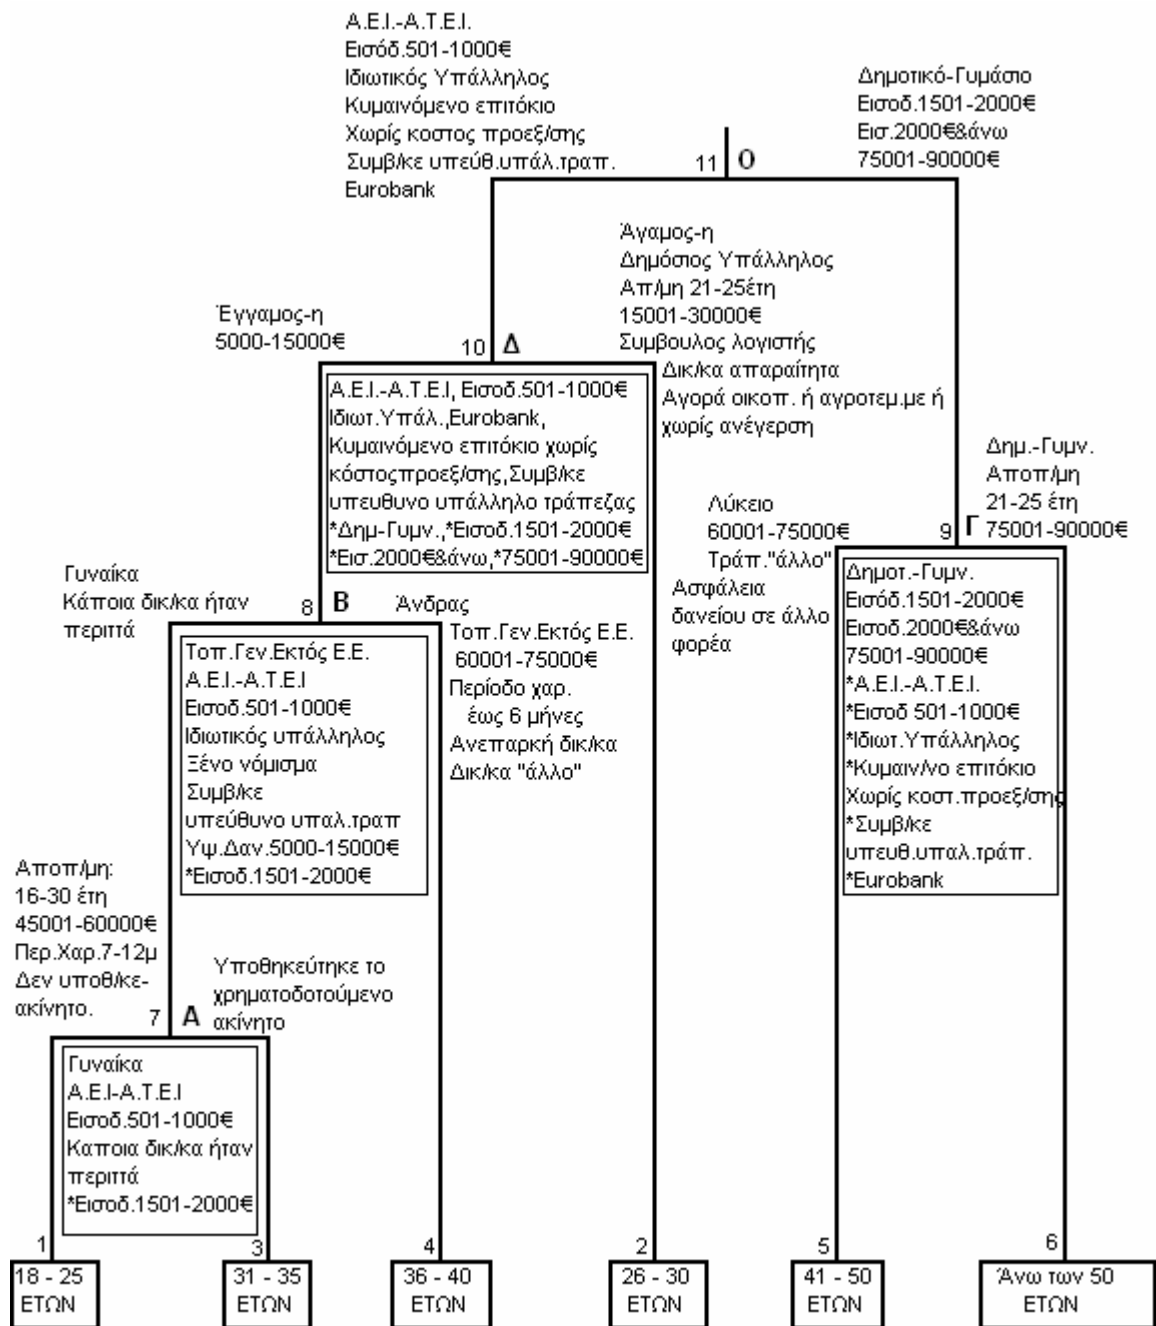 Α.Ε.Ι.-Α.Τ.Ε.Ι.
Εισόδ.501-1000€
Ιδιωτικός Υπάλληλος
Κυμαινόμενο επιτόκιο
Χωρίς κοστος προεξ/σης
Συμβ/κε υπεύθ.υπάλ.τραπ.
Eurobank
Δημοτικό-Γυμάσιο
Εισοδ.1501-2000€
Εισ.2000€&άνω
75001-90000€
11 Ο
Άγαμος-η
Δημόσιος Υπάλληλος
Απ/μη 21-25έτη
15001-30000€
Συμβουλος λογιστής
Δικ/κα απαραίτητα
Αγορά οικοπ. ή αγροτεμ.με ή
χωρίς ανέγερση
Έγγαμος-η
5000-15000€
10 Δ
Α.Ε.Ι.-Α.Τ.Ε.Ι, Εισοδ.501-1000€
Ιδιωτ.Υπάλ.,Eurobank,
Κυμαινόμενο επιτόκιο χωρίς
κόστοςπροεξ/σης,Συμβ/κε
υπευθυνο υπάλληλο τράπεζας
*Δημ-Γυμν.,*Εισοδ.1501-2000€
*Εισ.2000€&άνω,*75001-90000€
Λύκειο
60001-75000€
Τράπ."άλλο"
Ασφάλεια
δανείου σε άλλο
φορέα
9 Γ
Δημ.-Γυμν.
Αποπ/μη
21-25 έτη
75001-90000€
Δημοτ.-Γυμν.
Εισόδ.1501-2000€
Εισοδ.2000€&άνω
75001-90000€
*Α.Ε.Ι.-Α.Τ.Ε.Ι.
*Εισοδ 501-1000€
*Ιδιωτ.Υπάλληλος
*Κυμαιν/νο επιτόκιο
Χωρίς κοστ.προεξ/σης
*Συμβ/κε
υπευθ.υπαλ.τράπ.
*Eurobank
Γυναίκα
Κάποια δικ/κα ήταν
περιττά
8 Β
Άνδρας
Τοπ.Γεν.Εκτός Ε.Ε.
60001-75000€
Περίοδο χαρ.
έως 6 μήνες
Ανεπαρκή δικ/κα
Δικ/κα "άλλο"
Τοπ.Γεν.Εκτός Ε.Ε.
Α.Ε.Ι.-Α.Τ.Ε.Ι
Εισοδ.501-1000€
Ιδιωτικός υπάλληλος
Ξένο νόμισμα
Συμβ/κε
υπεύθυνο υπαλ.τραπ
Υψ.Δαν.5000-15000€
*Εισοδ.1501-2000€
Αποπ/μη:
16-30 έτη
45001-60000€
Περ.Χαρ.7-12μ
Δεν υποθ/κε-
ακίνητο.
7 Α
Υποθηκεύτηκε το
χρηματοδοτούμενο
ακίνητο
Γυναίκα
Α.Ε.Ι-Α.Τ.Ε.Ι
Εισοδ.501-1000€
Καποια δικ/κα ήταν
περιττά
*Εισοδ.1501-2000€
1 3 4 2 5 6
18 - 25
ΕΤΩΝ
31 - 35
ΕΤΩΝ
36 - 40
ΕΤΩΝ
26 - 30
ΕΤΩΝ
41 - 50
ΕΤΩΝ
Άνω των 50
ΕΤΩΝ